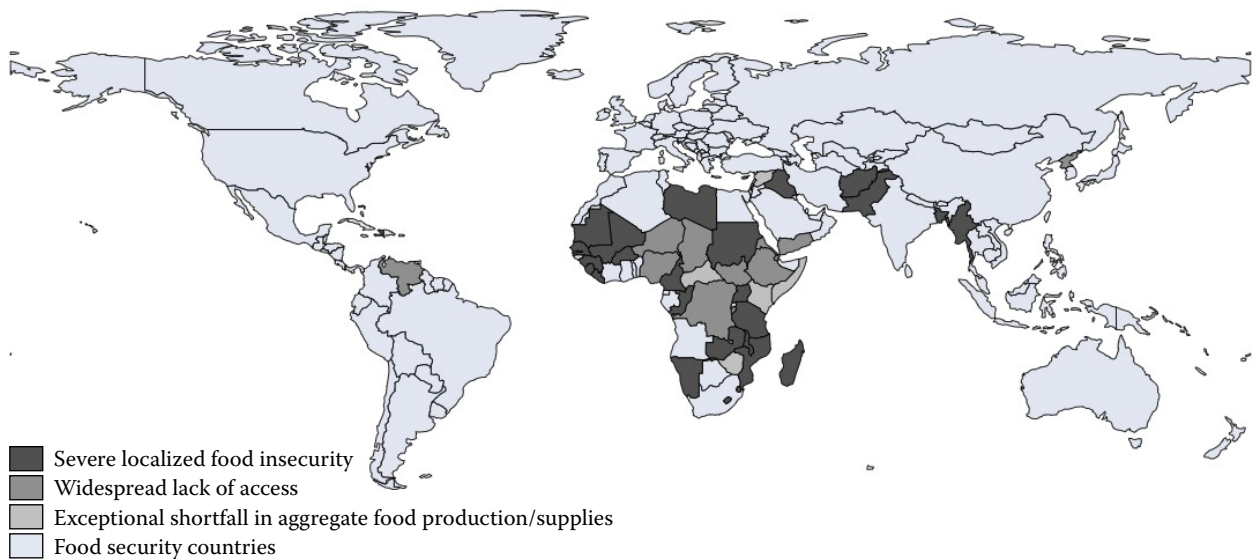 Severe localized food insecurity
Widespread lack of access
Exceptional shortfall in aggregate food production/supplies
Food security countries